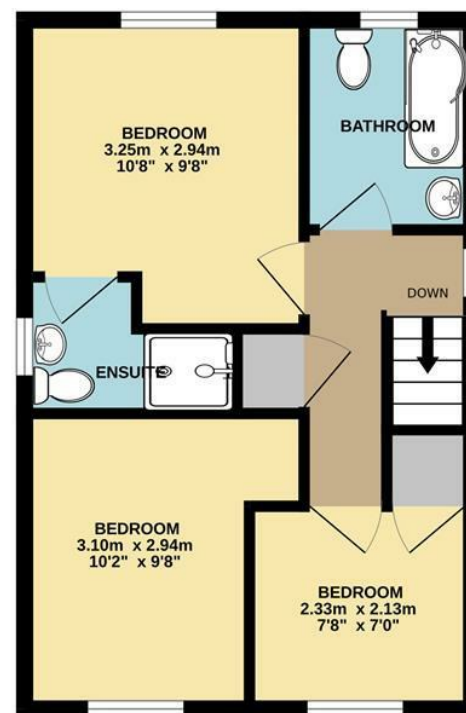 BEDROOM
3.25m x 2.94m
10'8" x 9'8"
BATHROOM
DOWN
ENSUITE
BEDROOM
3.10m x 2.94m
10'2" x 9'8"
BEDROOM
2.33m x 2.13m
7'8" x 7'0"